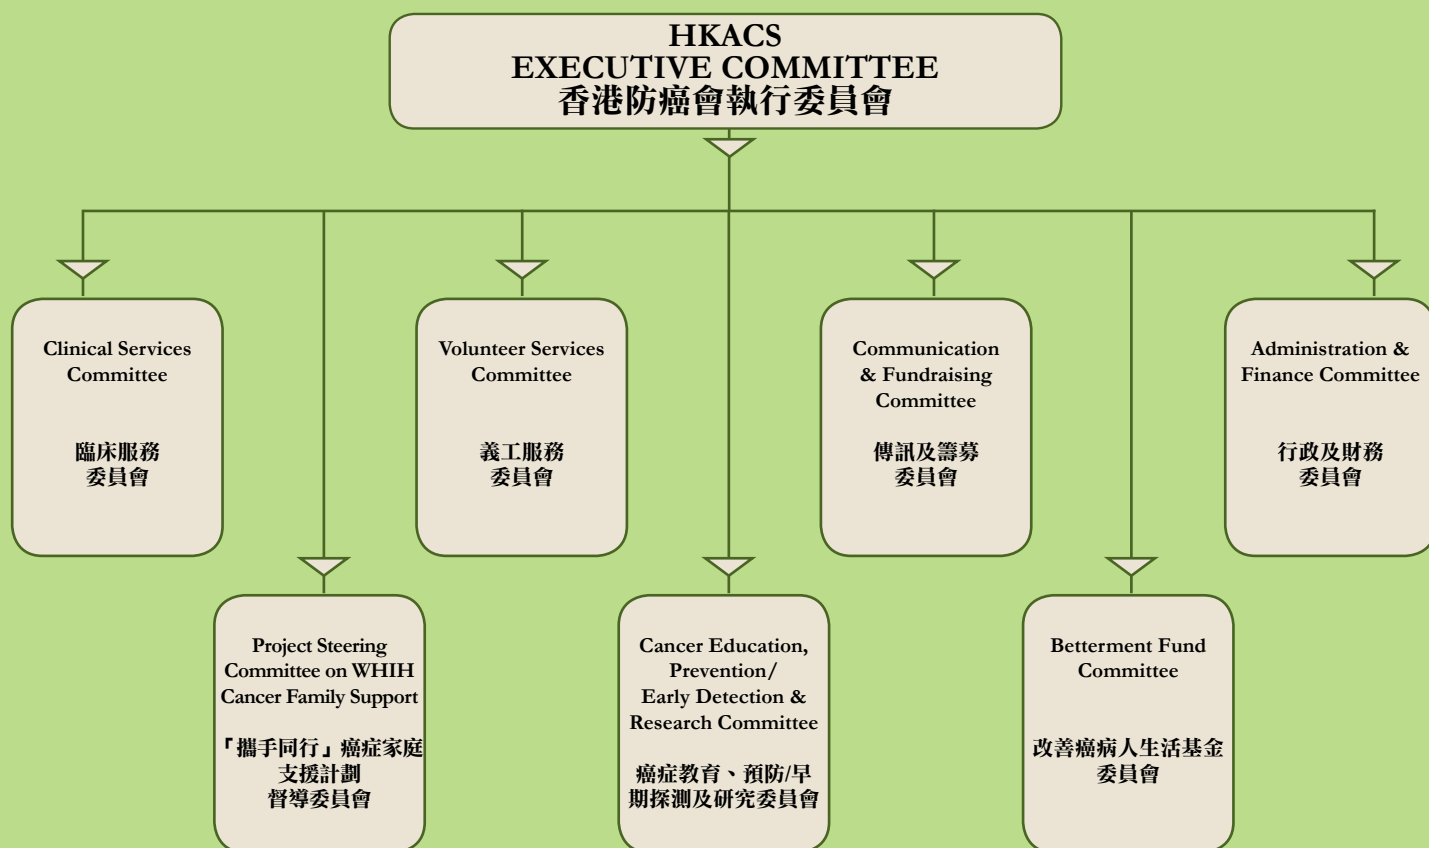 HKACS
EXECUTIVE COMMITTEE
香港防癌會執行委員會
Clinical Services
Committee
臨床服務
委員會
Volunteer Services
Committee
義工服務
委員會
Communication
& Fundraising
Committee
傳訊及籌募
委員會
Administration &
Finance Committee
行政及財務
委員會
Project Steering
Committee on WHIH
Cancer Family Support
「攜手同行」癌症家庭
支援計劃
督導委員會
Cancer Education,
Prevention/
Early Detection &
Research Committee
癌症教育、預防/早
期探測及研究委員會
Betterment Fund
Committee
改善癌病人生活基金
委員會